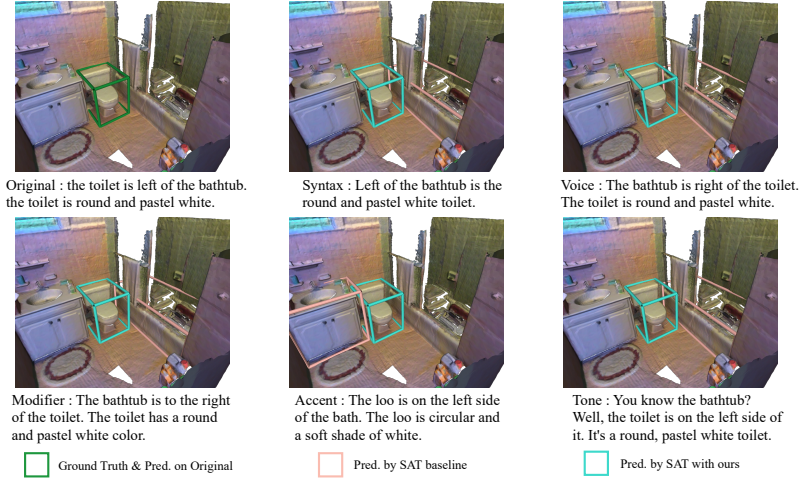 Original : the toilet is left of the bathtub.
the toilet is round and pastel white.
Syntax : Left of the bathtub is the
round and pastel white toilet.
Voice : The bathtub is right of the toilet.
The toilet is round and pastel white.
Modifier : The bathtub is to the right
of the toilet. The toilet has a round
and pastel white color.
Accent : The loo is on the left side
of the bath. The loo is circular and
a soft shade of white.
Tone : You know the bathtub?
Well, the toilet is on the left side of
it. It's a round, pastel white toilet.
Ground Truth & Pred. on Original
Pred. by SAT baseline
Pred. by SAT with ours